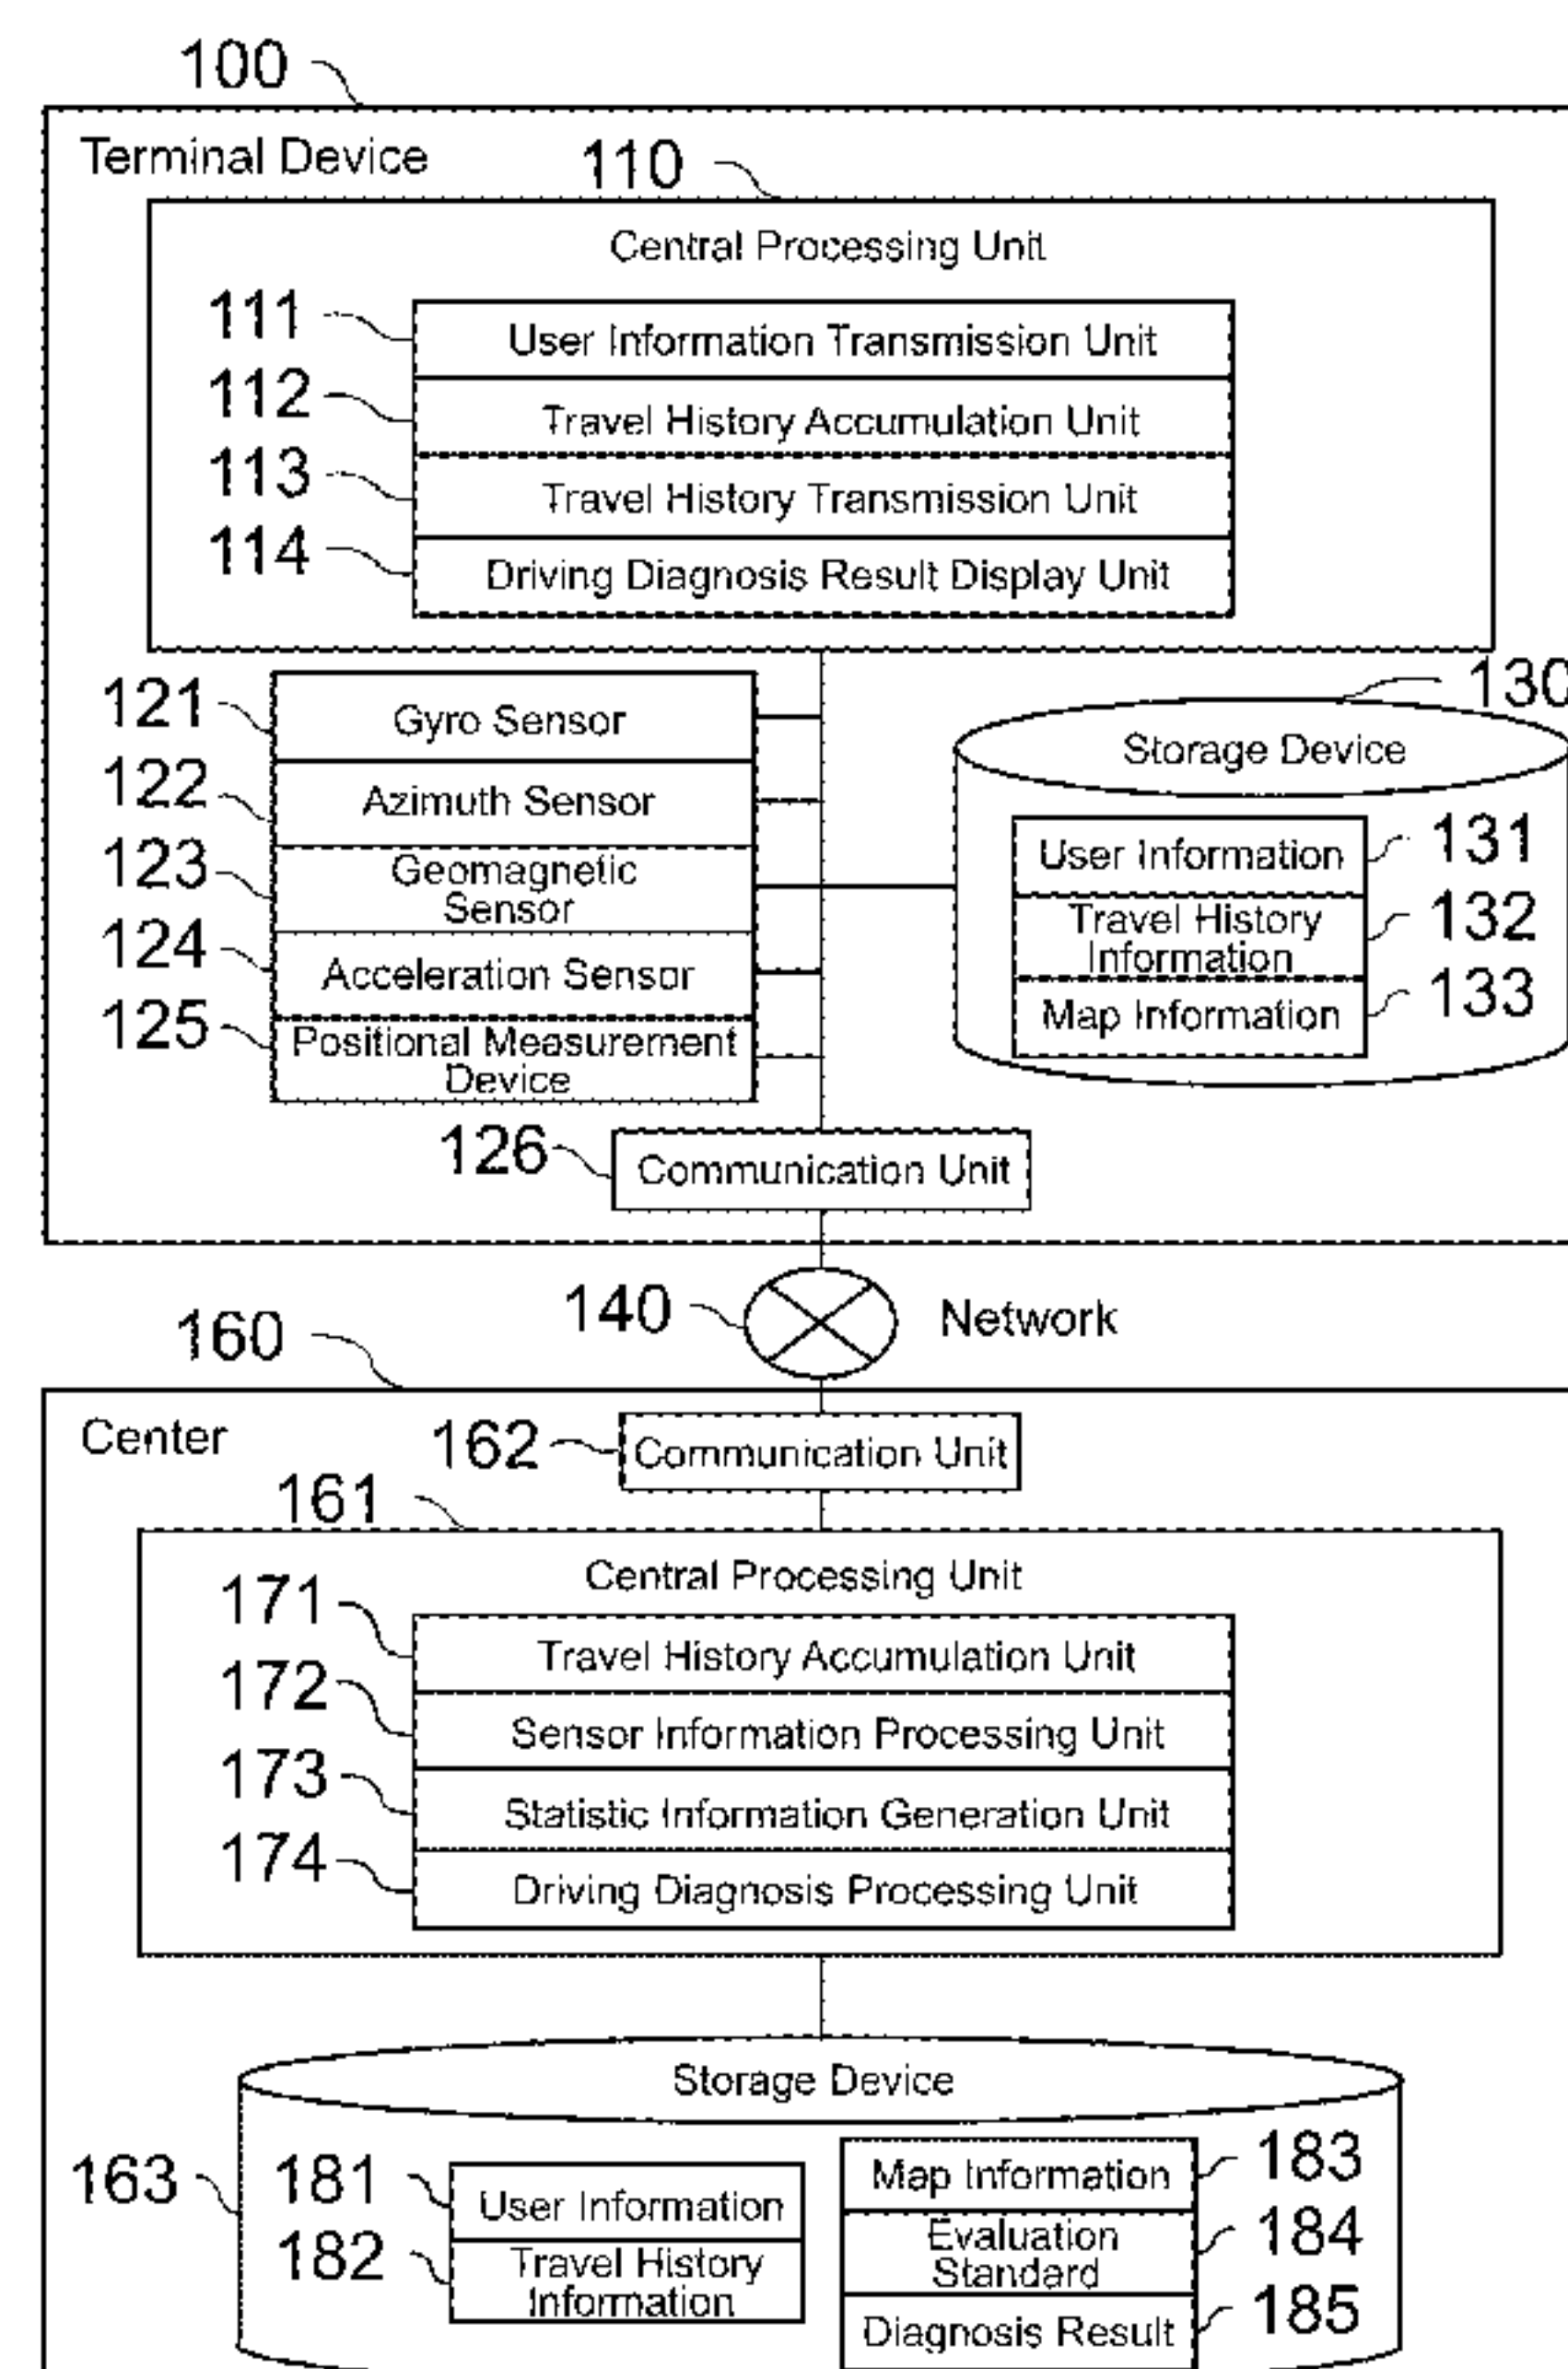 100
Terminal Device
110
Central Processing Unit
111
User Information Transmission Unit
112
Travel History Accumulation Unit
113
Travel History Transmission Unit
114
Driving Diagnosis Result Display Unit
121
Gyro Sensor
122
Azimuth Sensor
123
Geomagnetic
Sensor
124
Acceleration Sensor
125
Positional Measurement
Device
130
Storage Device
User Information
131
Travel History
Information
132
Map Information
133
126
Communication Unit
140
Network
160
Center
162
Communication Unit
161
Central Processing Unit
171
Travel History Accumulation Unit
172
Sensor Information Processing Unit
173
Statistic Information Generation Unit
174
Driving Diagnosis Processing Unit
Storage Device
163
181
User Information
182
Travel History
Information
Map Information
183
Evaluation
Standard
184
Diagnosis Result
185